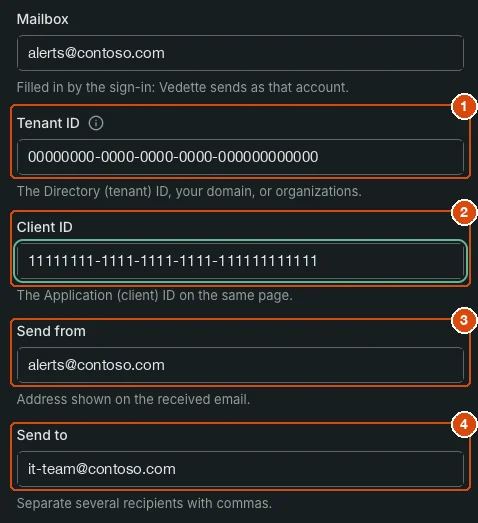 Mailbox
alerts@contoso.com
Filled in by the sign-in: Vedette sends as that account.
1
Tenant ID
00000000-0000-0000-0000-000000000000
The Directory (tenant) ID, your domain, or organizations.
2
Client ID
11111111-1111-1111-1111-111111111111
The Application (client) ID on the same page.
3
Send from
alerts@contoso.com
Address shown on the received email.
4
Send to
it-team@contoso.com
Separate several recipients with commas.